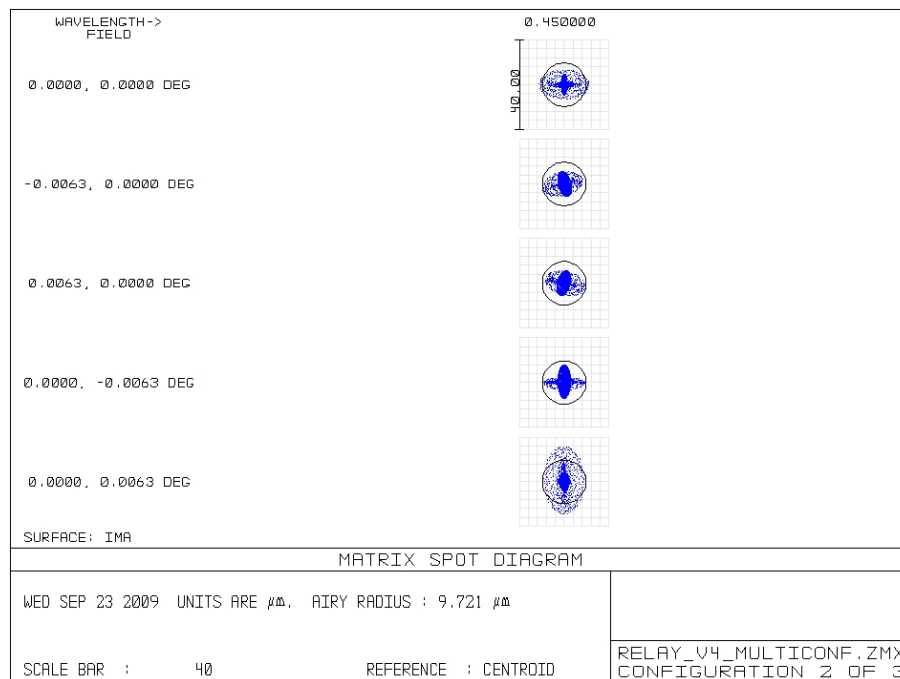 WAVELENGTH-> 0.450000
FIELD
40.00
0.0000, 0.0000 DEG
-0.0063, 0.0000 DEG
0.0063, 0.0000 DEG
0.0000, -0.0063 DEG
0.0000, 0.0063 DEG
SURFACE: IMA
MATRIX SPOT DIAGRAM
WED SEP 23 2009 UNITS ARE µm. AIRY RADIUS : 9.721 µm
SCALE BAR : 40 REFERENCE : CENTROID
RELAY_V4_MULTICONF.ZMX
CONFIGURATION 2 OF 3